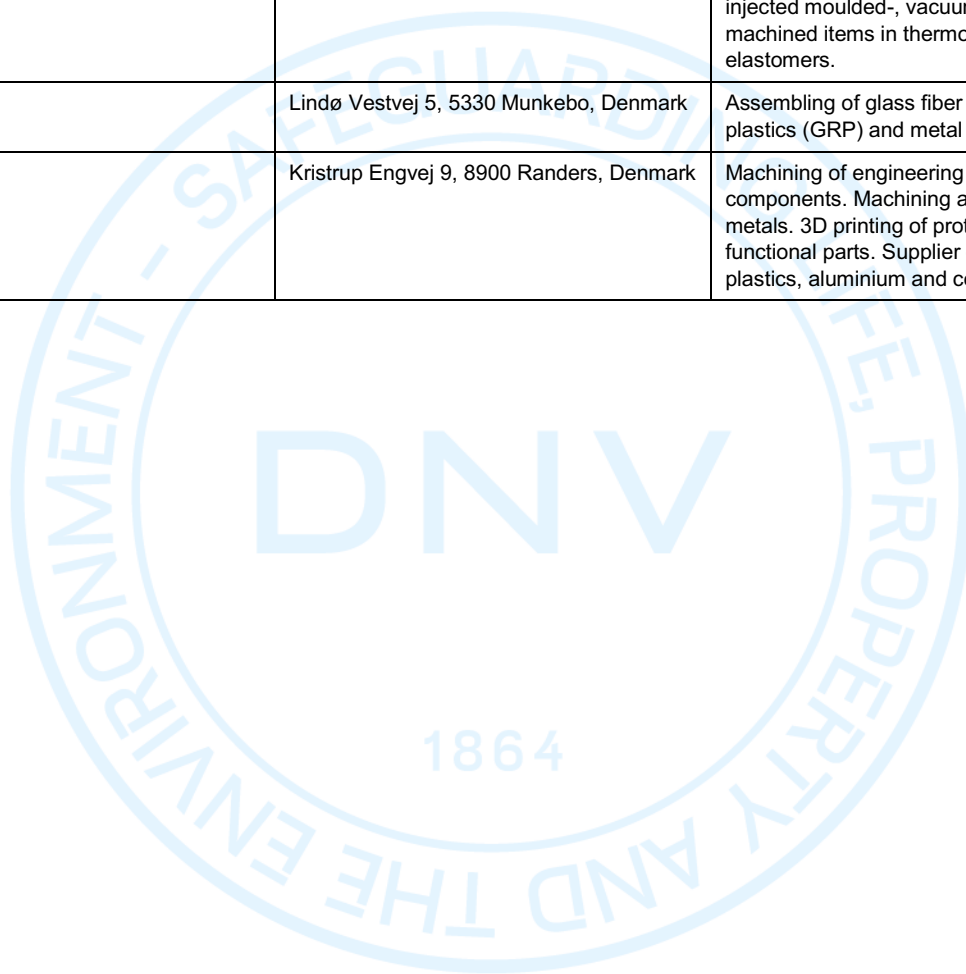 injected moulded-, vacuum
machined items in thermo
elastomers.
Lindø Vestvej 5, 5330 Munkebo, Denmark
Assembling of glass fiber
plastics (GRP) and metal
Kristrup Engvej 9, 8900 Randers, Denmark
Machining of engineering
components. Machining a
metals. 3D printing of prot
functional parts. Supplier
plastics, aluminium and co
SAFEGUARDING LIFE, PROPERTY AND THE ENVIRONMENT -
DNV
1864